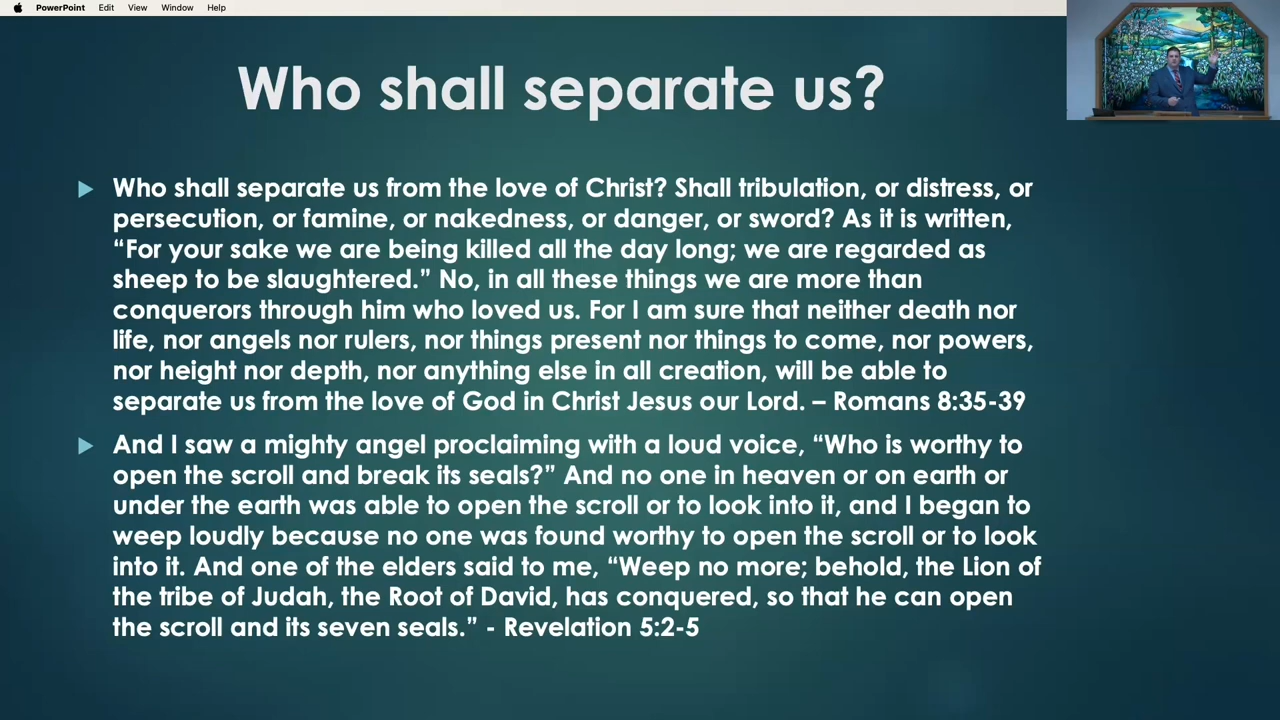 PowerPoint Edit View Window Help
Who shall separate us?
Who shall separate us from the love of Christ? Shall tribulation, or distress, or
persecution, or famine, or nakedness, or danger, or sword? As it is written,
“For your sake we are being killed all the day long; we are regarded as
sheep to be slaughtered.” No, in all these things we are more than
conquerors through him who loved us. For I am sure that neither death nor
life, nor angels nor rulers, nor things present nor things to come, nor powers,
nor height nor depth, nor anything else in all creation, will be able to
separate us from the love of God in Christ Jesus our Lord. – Romans 8:35-39
And I saw a mighty angel proclaiming with a loud voice, “Who is worthy to
open the scroll and break its seals?” And no one in heaven or on earth or
under the earth was able to open the scroll or to look into it, and I began to
weep loudly because no one was found worthy to open the scroll or to look
into it. And one of the elders said to me, “Weep no more; behold, the Lion of
the tribe of Judah, the Root of David, has conquered, so that he can open
the scroll and its seven seals.” - Revelation 5:2-5